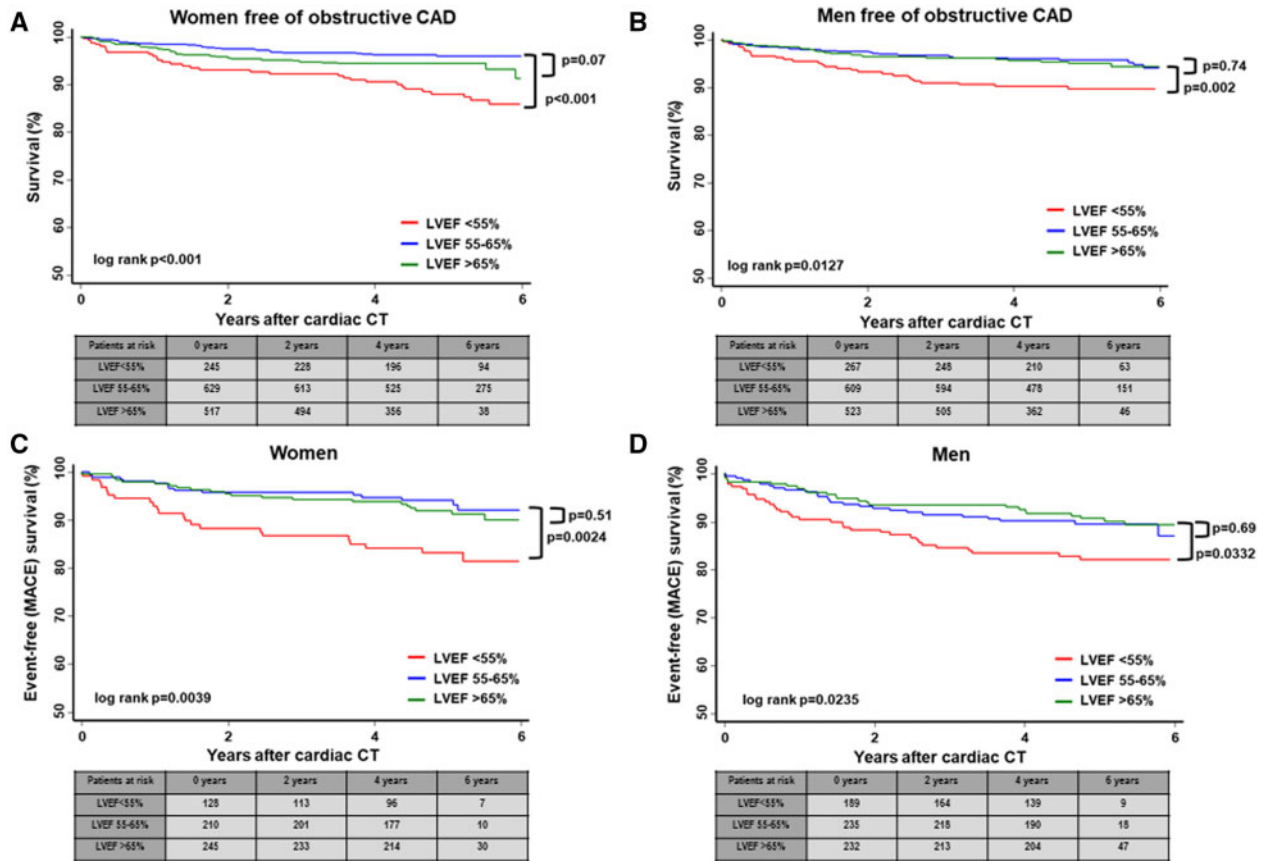 A
Women free of obstructive CAD
100
90
80
70
60
50
Survival (%)
p=0.07
p<0.001
LVEF <55%
LVEF 55-65%
LVEF >65%
log rank p<0.001
0 2 4 6
Years after cardiac CT
Patients at risk 0 years 2 years 4 years 6 years
LVEF<55% 245 228 196 94
LVEF 55-65% 629 613 525 275
LVEF >65% 517 494 356 38
B
Men free of obstructive CAD
100
90
80
70
60
50
Survival (%)
p=0.74
p=0.002
LVEF <55%
LVEF 55-65%
LVEF >65%
log rank p=0.0127
0 2 4 6
Years after cardiac CT
Patients at risk 0 years 2 years 4 years 6 years
LVEF<55% 267 248 210 63
LVEF 55-65% 609 594 478 151
LVEF >65% 523 505 362 46
C
Women
100
90
80
70
60
50
Event-free (MACE) survival (%)
p=0.51
p=0.0024
LVEF <55%
LVEF 55-65%
LVEF >65%
log rank p=0.0039
0 2 4 6
Years after cardiac CT
Patients at risk 0 years 2 years 4 years 6 years
LVEF<55% 128 113 96 7
LVEF 55-65% 210 201 177 10
LVEF >65% 245 233 214 30
D
Men
100
90
80
70
60
50
Event-free (MACE) survival (%)
p=0.69
p=0.0332
LVEF <55%
LVEF 55-65%
LVEF >65%
log rank p=0.0235
0 2 4 6
Years after cardiac CT
Patients at risk 0 years 2 years 4 years 6 years
LVEF<55% 189 164 139 9
LVEF 55-65% 235 218 190 18
LVEF >65% 232 213 204 47